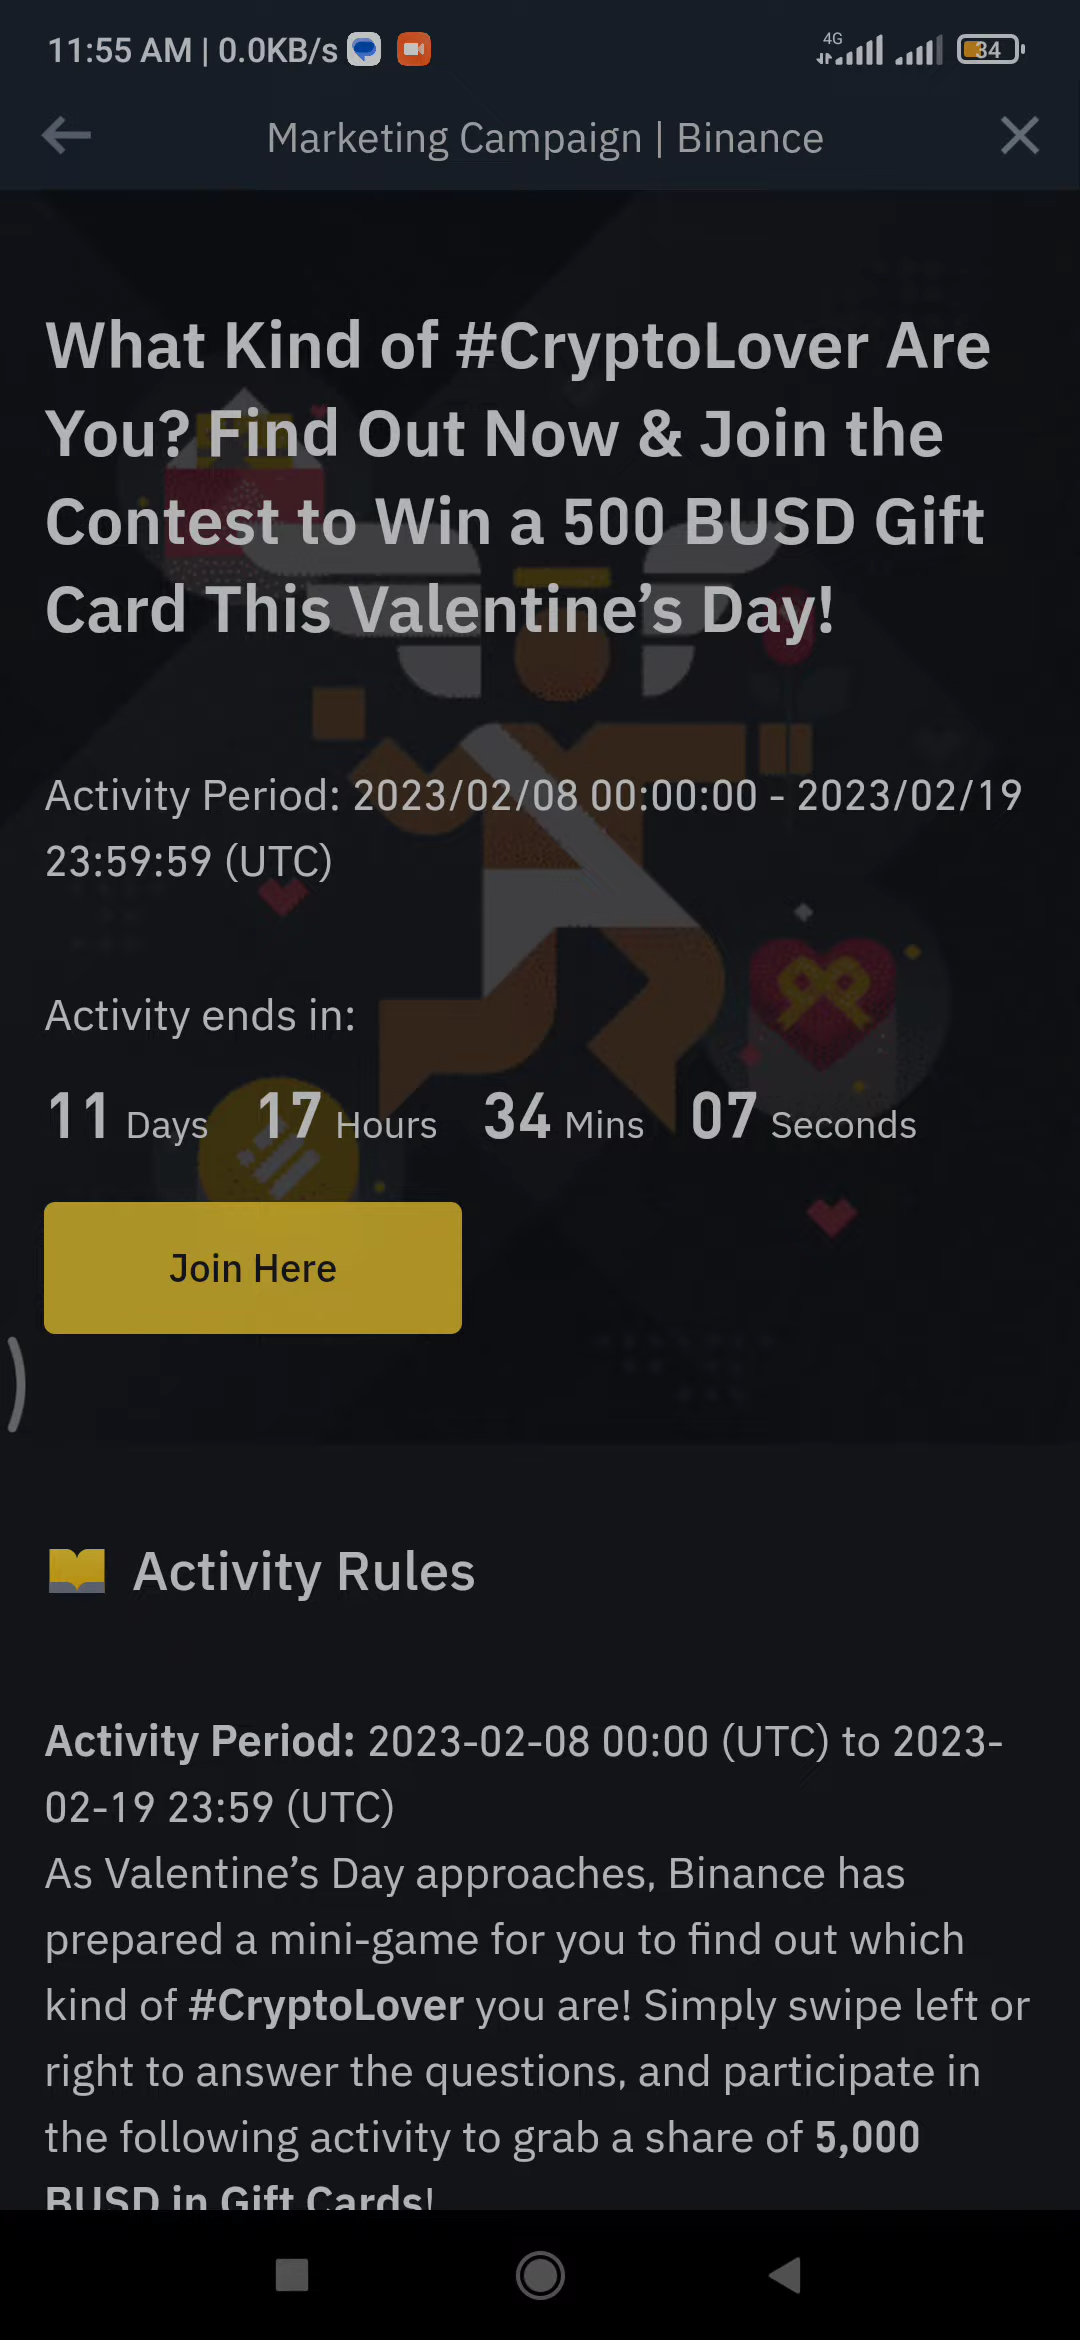 11:55 AM | 0.0KB/s
4G
34
Marketing Campaign | Binance
What Kind of #CryptoLover Are
You? Find Out Now & Join the
Contest to Win a 500 BUSD Gift
Card This Valentine’s Day!
Activity Period: 2023/02/08 00:00:00 - 2023/02/19
23:59:59 (UTC)
Activity ends in:
11 Days 17 Hours 34 Mins 07 Seconds
Join Here
Activity Rules
Activity Period: 2023-02-08 00:00 (UTC) to 2023-
02-19 23:59 (UTC)
As Valentine’s Day approaches, Binance has
prepared a mini-game for you to find out which
kind of #CryptoLover you are! Simply swipe left or
right to answer the questions, and participate in
the following activity to grab a share of 5,000
BUSD in Gift Cards!